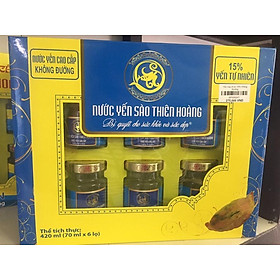 NƯỚC YẾN CAO CẤP
KHÔNG ĐƯỜNG
15%
YẾN TỰ NHIÊN
NƯỚC YẾN SÀO THIÊN HOÀNG
Bí quyết cho sức khỏe và sắc đẹp
Thể tích thực:
420 ml (70 ml x 6 lọ)